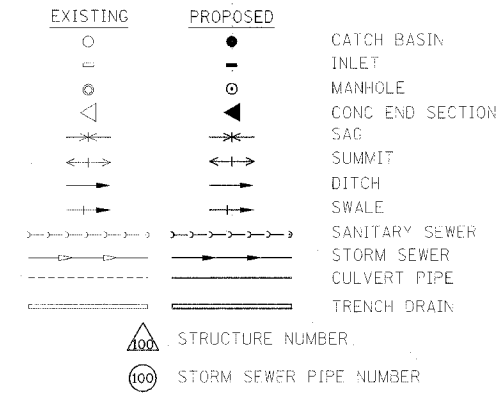 EXISTING PROPOSED
CATCH BASIN
INLET
MANHOLE
CONC END SECTION
SAG
SUMMIT
DITCH
SWALE
SANITARY SEWER
STORM SEWER
CULVERT PIPE
TRENCH DRAIN
100 STRUCTURE NUMBER
100 STORM SEWER PIPE NUMBER